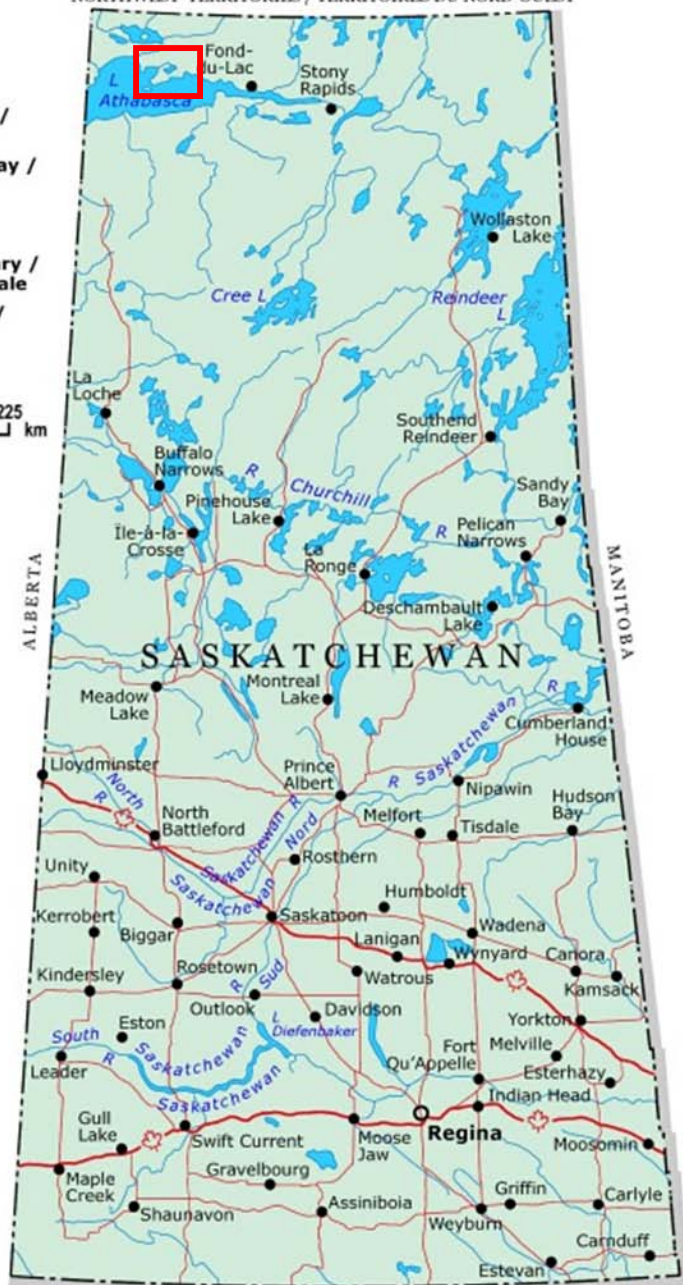 Fond-
du-Lac
Stony
Rapids
L
Athabasca
/
ay /
ry /
ale
/
225
km
Wollaston
Lake
Cree L
Reindeer
L
La
Loche
Southend
Reindeer
Buffalo
Narrows
R
Churchill
Pinehouse
Lake
Sandy
Bay
Île-à-la-
Crosse
R
Pelican
Narrows
La
Ronge
ALBERTA
MANITOBA
Deschambault
Lake
SASKATCHEWAN
Meadow
Lake
Montreal
Lake
R
Saskatchewan
R
Cumberland
House
Lloydminster
North
R
Prince
Albert
Nipawin
Hudson
Bay
North
Battleford
Saskatchewan
R
Nord
Melfort
Tisdale
Rosthern
Unity
Saskatchewan
Humboldt
Kerrobert
Biggar
Saskatoon
Wadena
Lanigan
Wynyard
Canora
Kindersley
Rosetown
Watrous
Kamsack
Outlook
R
Sud
Davidson
Yorkton
Eston
L
Diefenbaker
South
R
Saskatchewan
Fort
Qu'Appelle
Melville
Esterhazy
Leader
Saskatchewan
Indian Head
Gull
Lake
Swift Current
Moose
Jaw
Regina
Moosomin
Maple
Creek
Gravelbourg
Shaunavon
Assiniboia
Griffin
Weyburn
Carlyle
Carnduff
Estevan